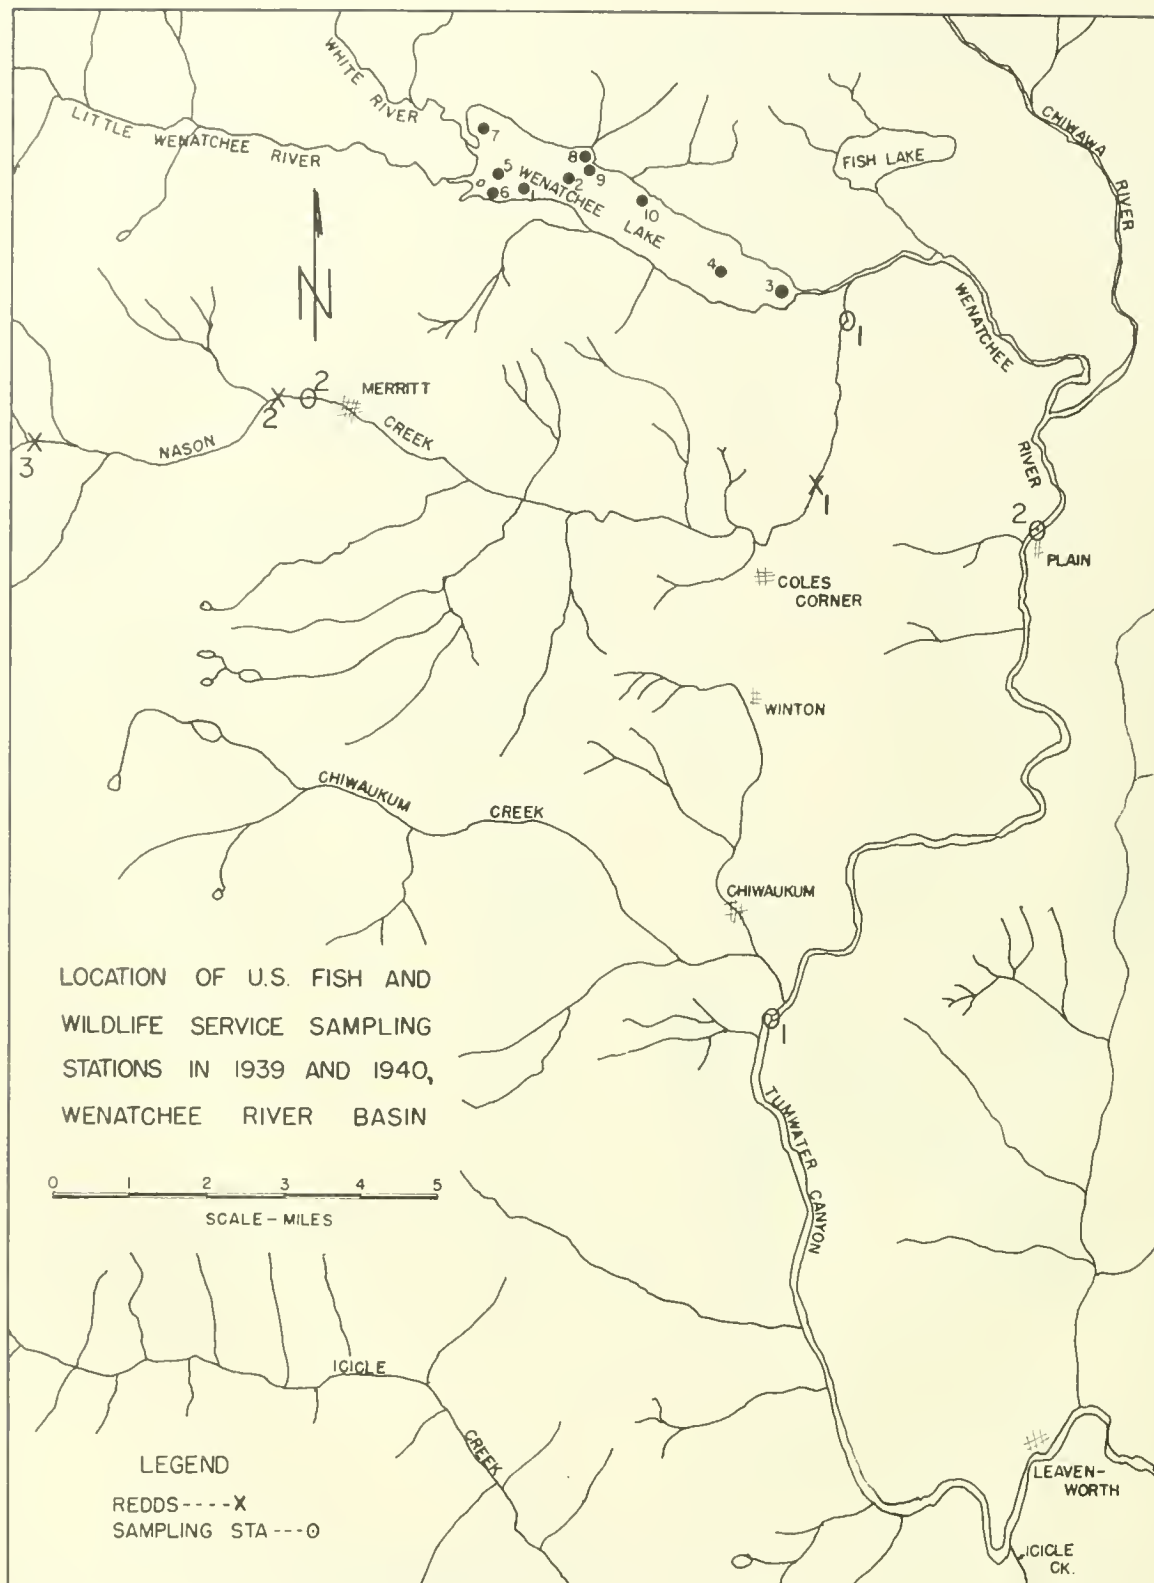 WHITE RIVER
CHIWAWA RIVER
LITTLE WENATCHEE RIVER
7
FISH LAKE
8
5
2
9
WENATCHEE LAKE
6
1
10
4
3
N
WENATCHEE RIVER
1
2
MERRITT
2
NASON CREEK
3
1
2
PLAIN
COLES
CORNER
WINTON
CHIWAUKUM CREEK
CHIWAUKUM
LOCATION OF U.S. FISH AND
WILDLIFE SERVICE SAMPLING
STATIONS IN 1939 AND 1940,
WENATCHEE RIVER BASIN
1
TUMWATER CANYON
0 1 2 3 4 5
SCALE-MILES
ICICLE CREEK
LEGEND
REDDS----X
SAMPLING STA---O
LEAVEN-
WORTH
ICICLE
CK.